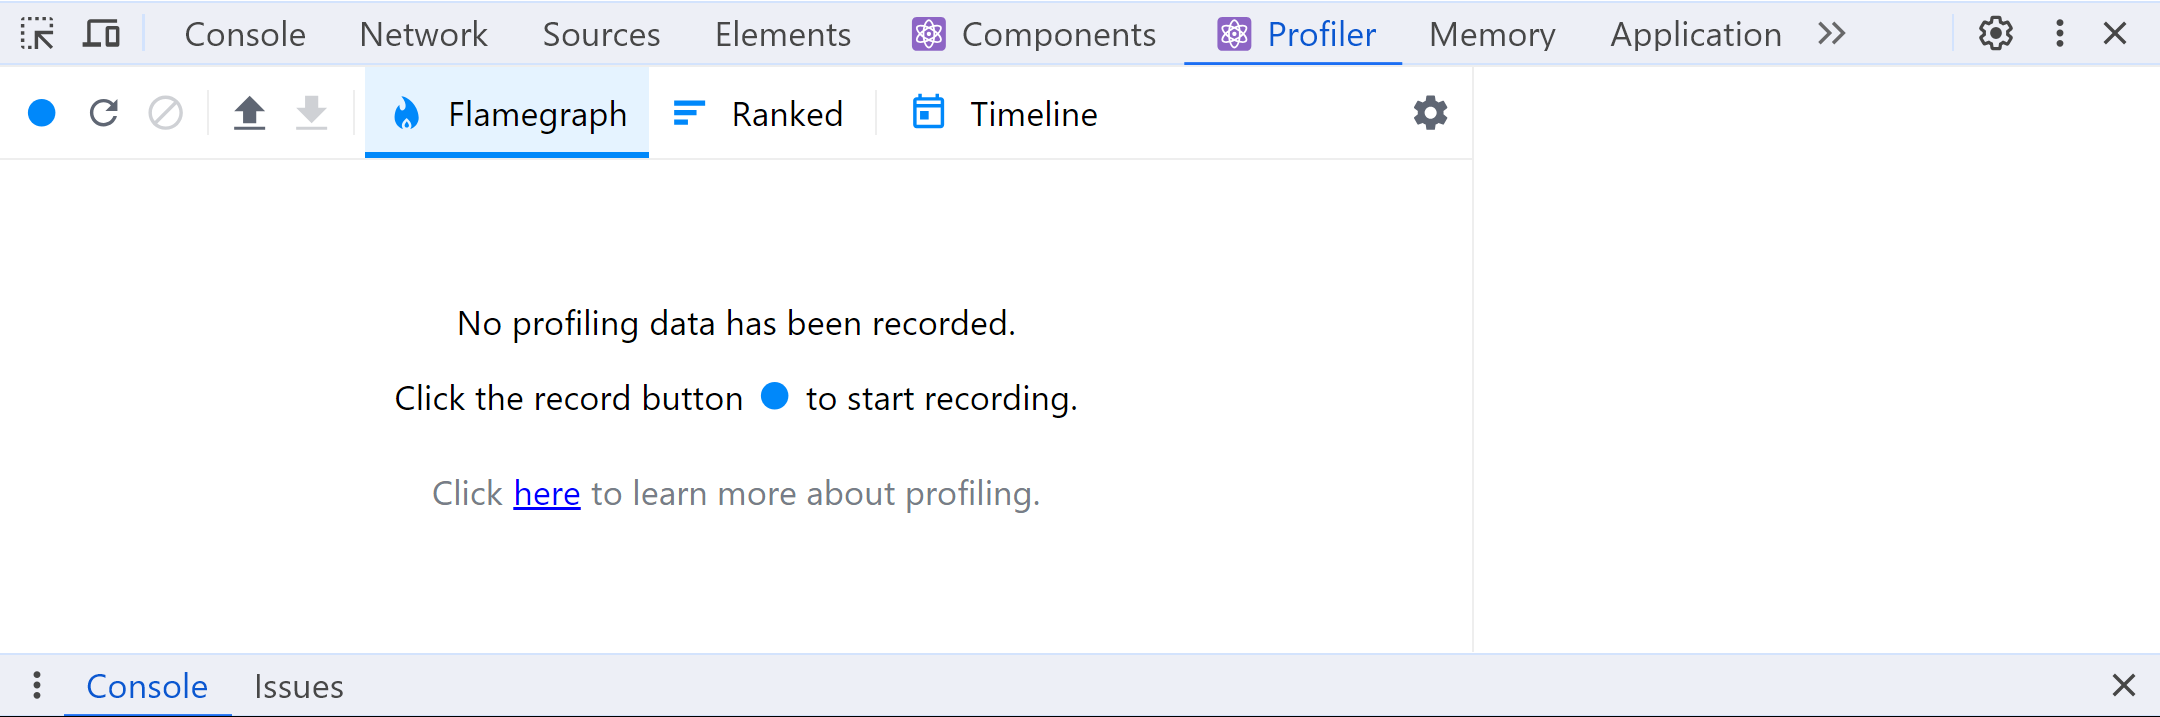 Console Network Sources Elements Components Profiler Memory Application
Flamegraph Ranked Timeline
No profiling data has been recorded.
Click the record button to start recording.
Click here to learn more about profiling.
Console Issues